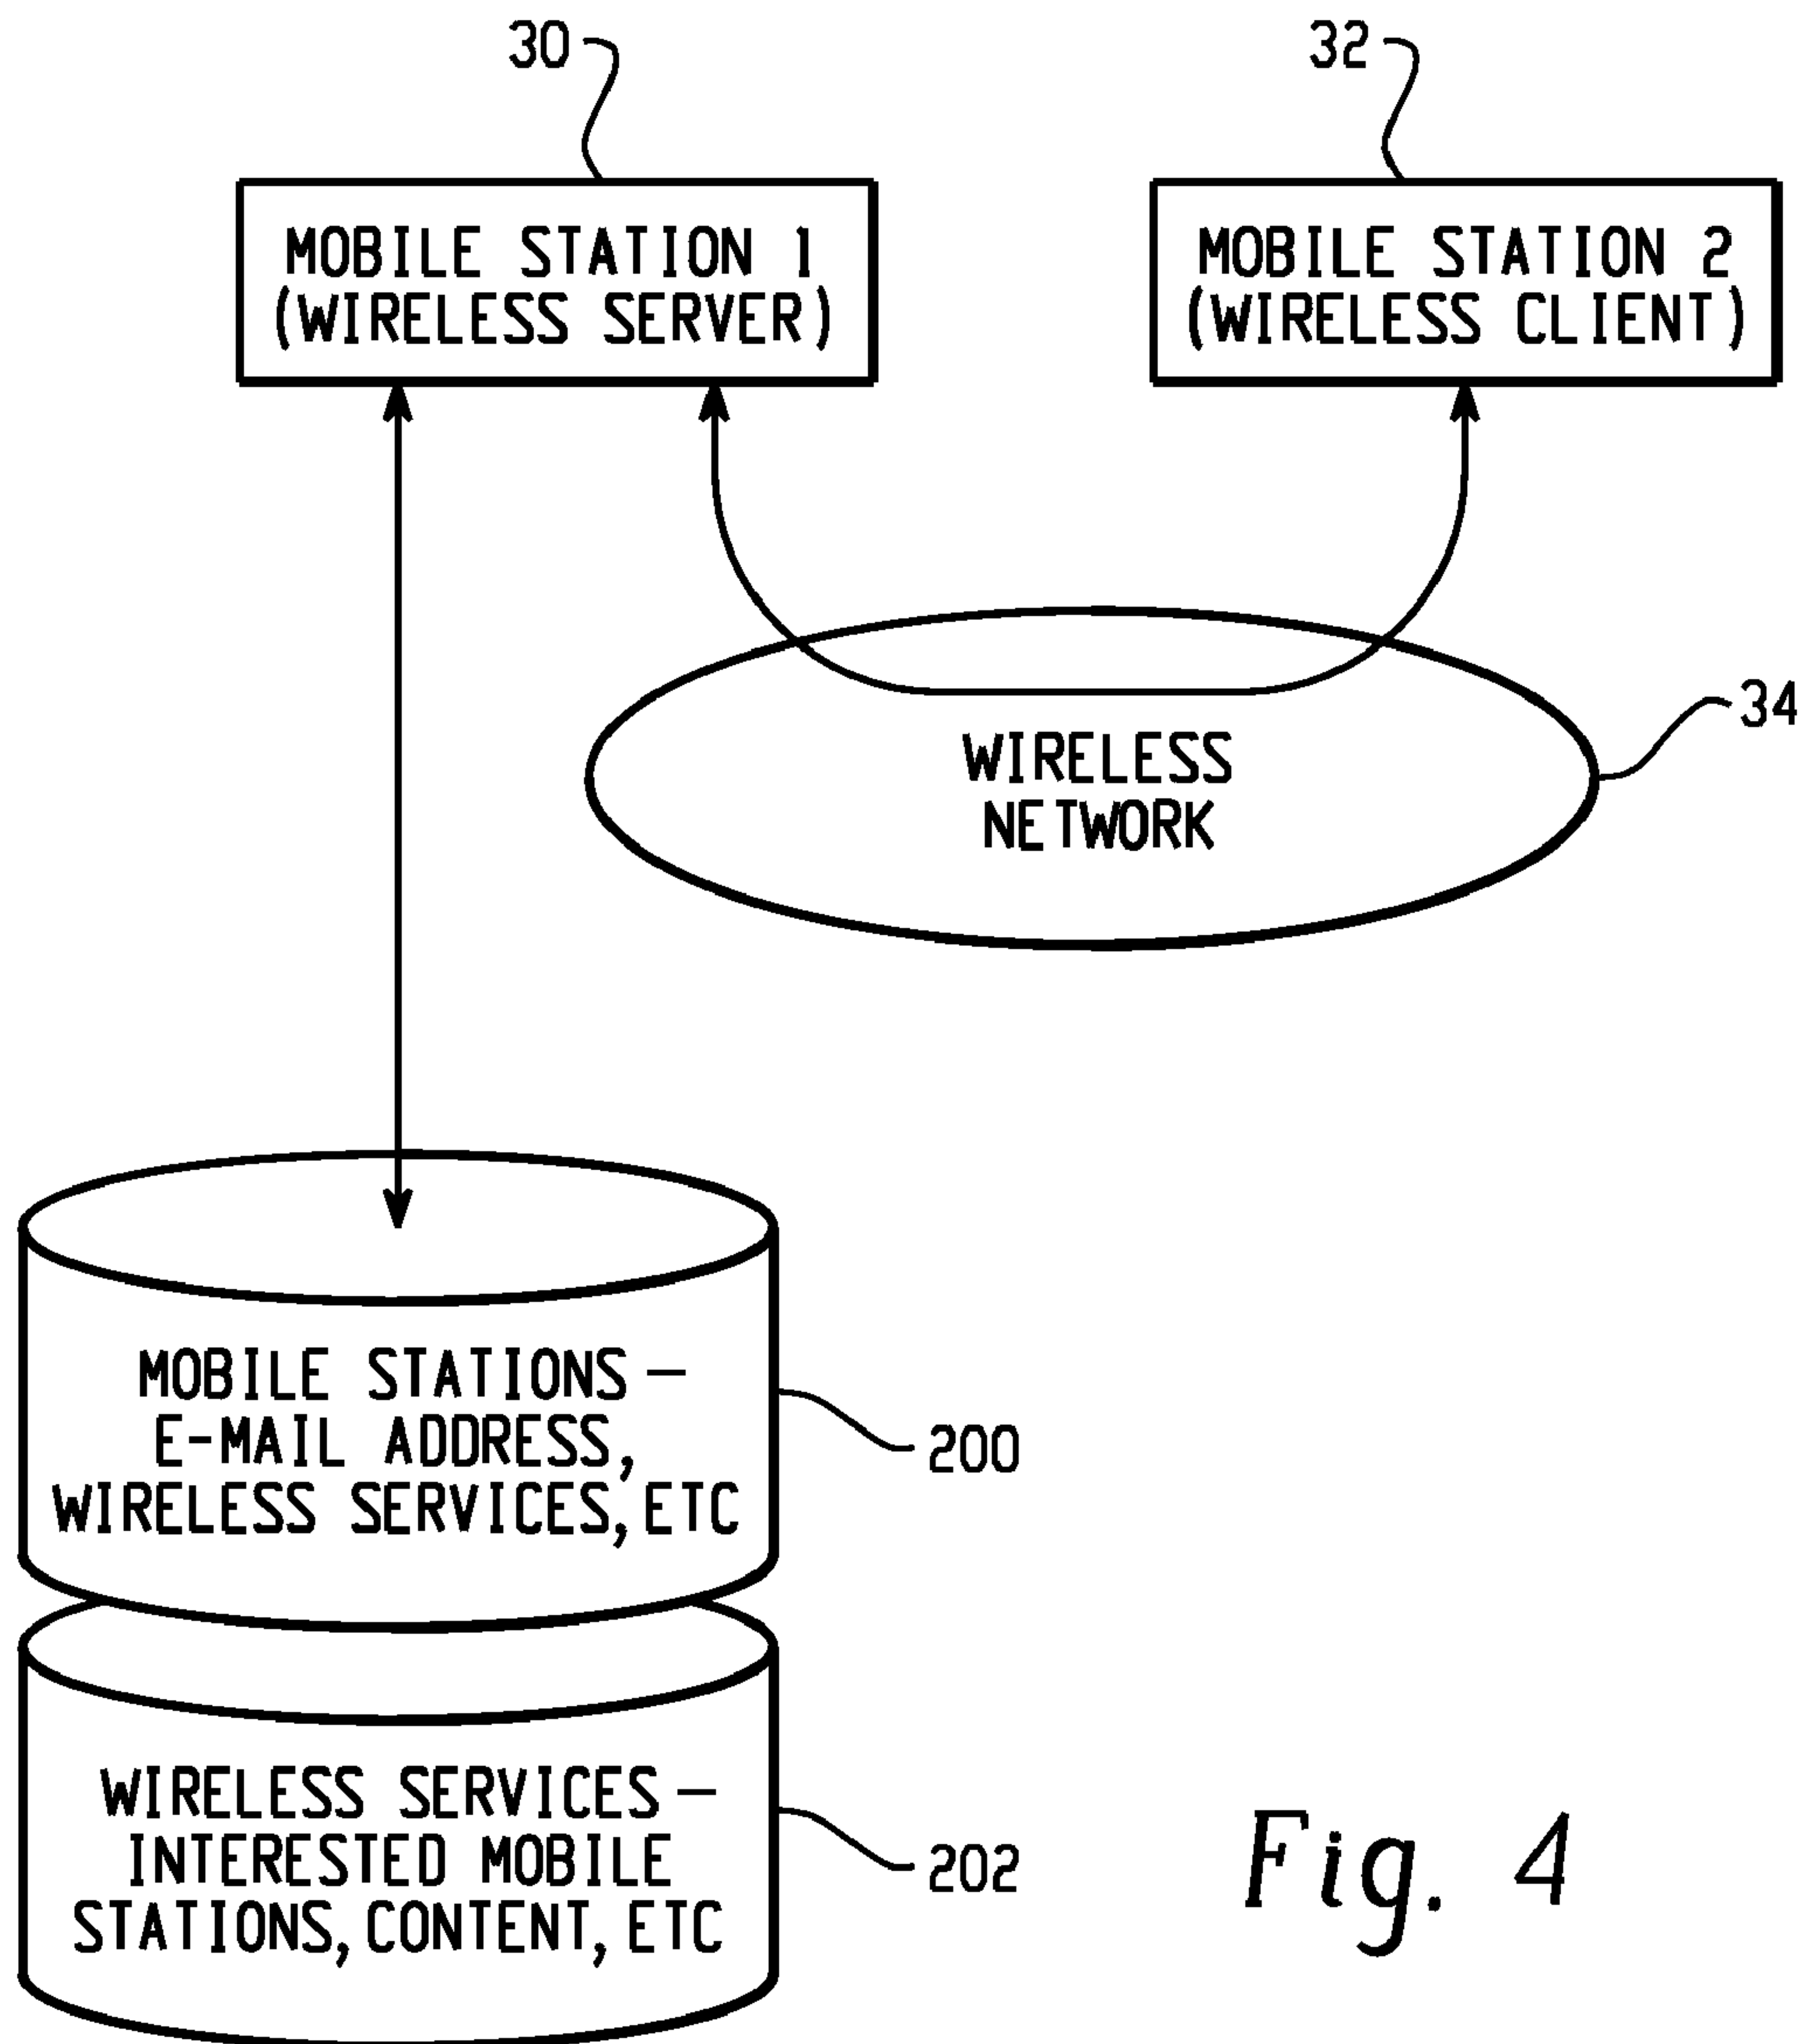 30
32
MOBILE STATION 1
(WIRELESS SERVER)
MOBILE STATION 2
(WIRELESS CLIENT)
34
WIRELESS
NETWORK
MOBILE STATIONS—
E-MAIL ADDRESS,
WIRELESS SERVICES, ETC
200
WIRELESS SERVICES—
INTERESTED MOBILE
STATIONS, CONTENT, ETC
202
Fig. 4